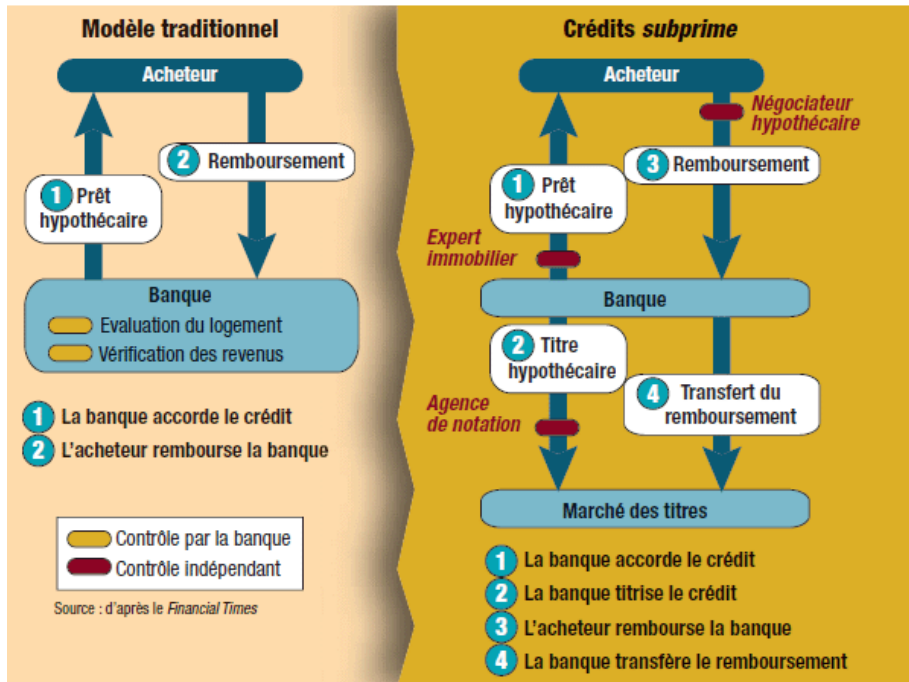 Modèle traditionnel
Acheteur
2 Remboursement
1 Prêt
hypothécaire
Banque
Evaluation du logement
Vérification des revenus
1 La banque accorde le crédit
2 L'acheteur rembourse la banque
Contrôle par la banque
Contrôle indépendant
Source : d'après le Financial Times
Crédits subprime
Acheteur
Négociateur
hypothécaire
3 Remboursement
1 Prêt
hypothécaire
Expert
immobilier
Banque
2 Titre
hypothécaire
4 Transfert du
remboursement
Agence
de notation
Marché des titres
1 La banque accorde le crédit
2 La banque titrise le crédit
3 L'acheteur rembourse la banque
4 La banque transfère le remboursement